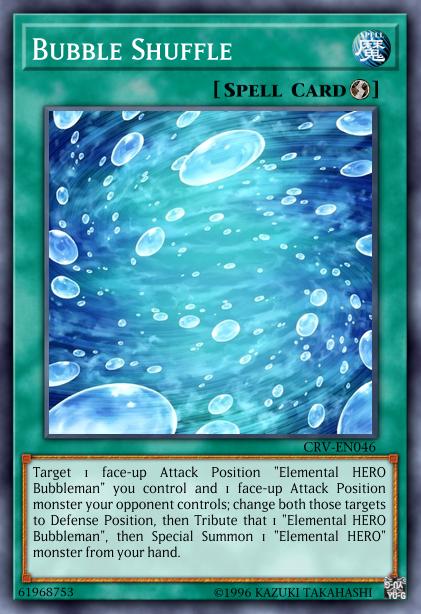 Bubble Shuffle
SPELL
魔
[Spell Card]
CRV-EN046
Target 1 face-up Attack Position "Elemental HERO
Bubbleman" you control and 1 face-up Attack Position
monster your opponent controls; change both those targets
to Defense Position, then Tribute that 1 "Elemental HERO
Bubbleman", then Special Summon 1 "Elemental HERO"
monster from your hand.
61968753
©1996 KAZUKI TAKAHASHI